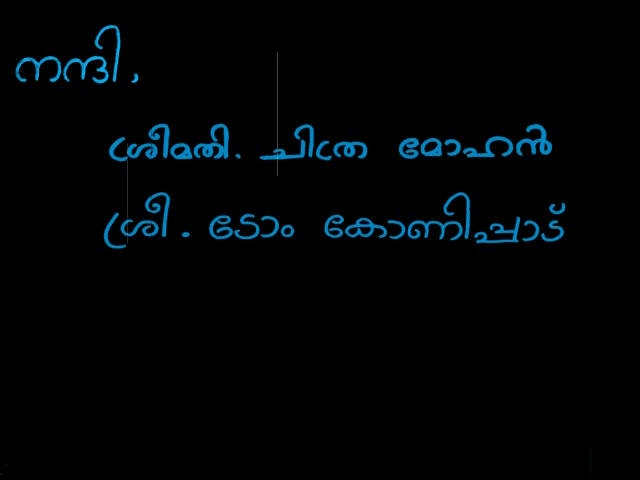 നന്ദി,
ശ്രീമതി. ചിത്ര മോഹൻ
ശ്രീ. ടോം കോണിപ്പാട്